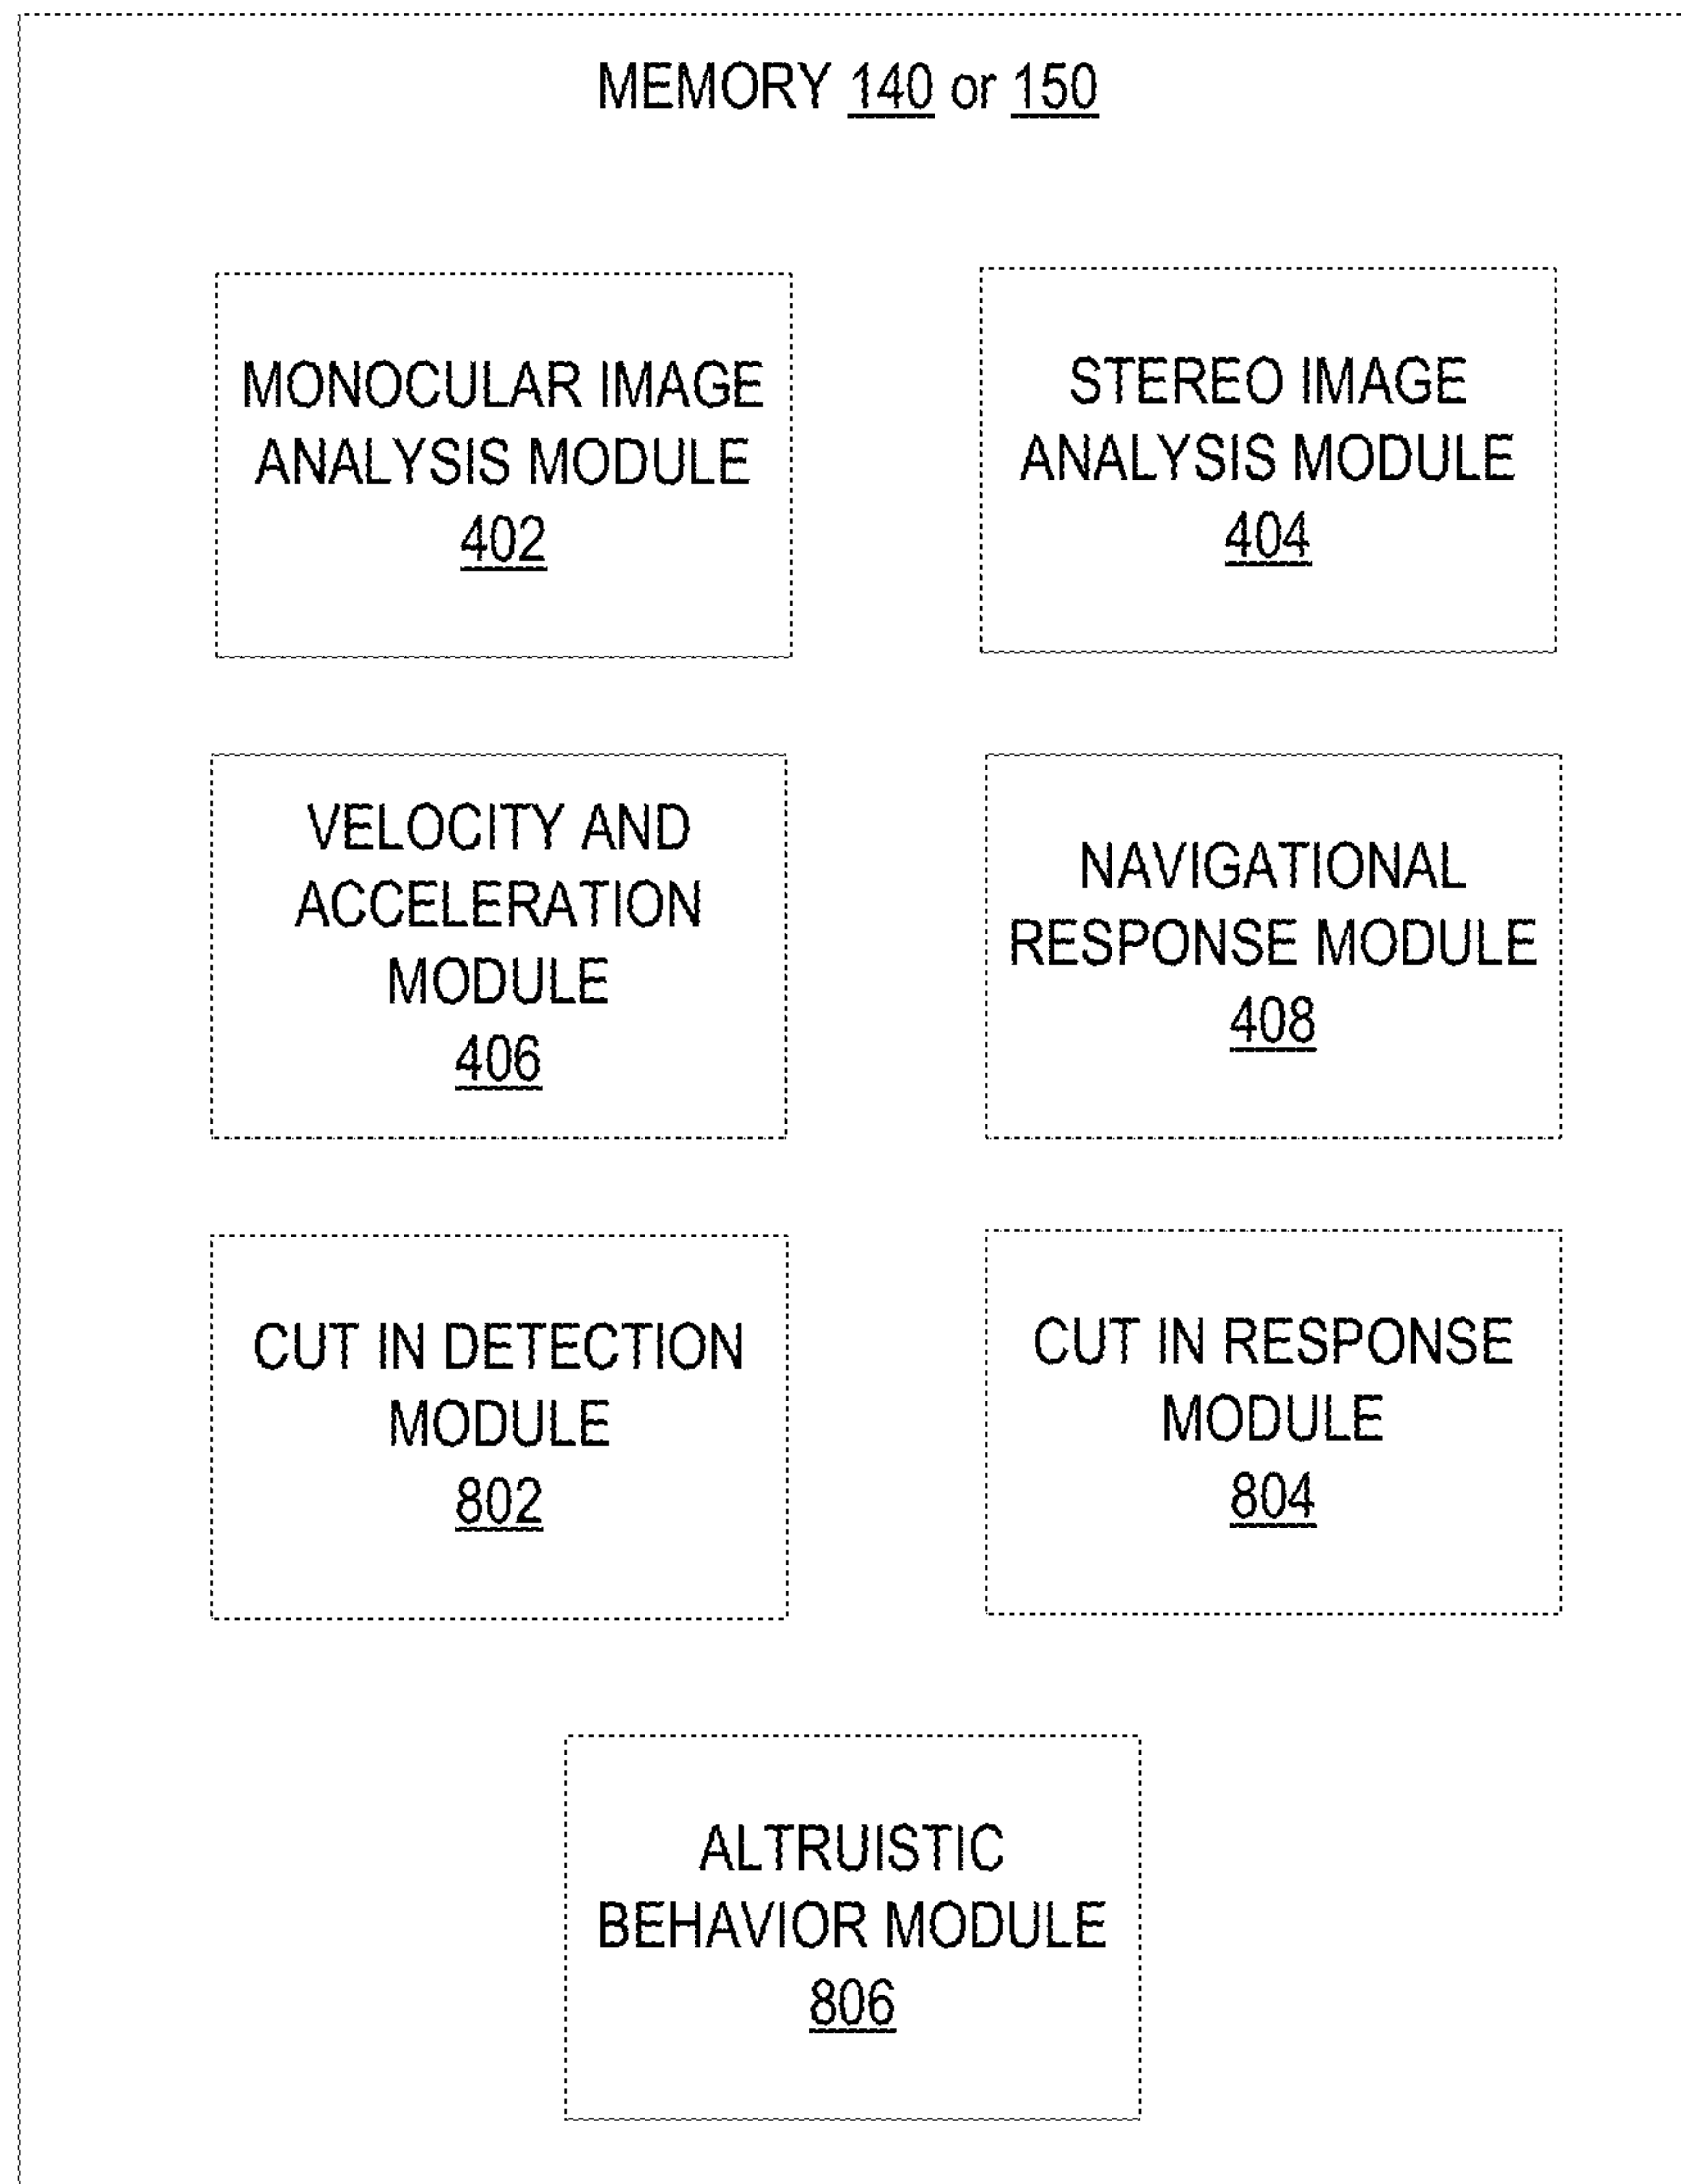 MEMORY 140 or 150
MONOCULAR IMAGE
ANALYSIS MODULE
402
STEREO IMAGE
ANALYSIS MODULE
404
VELOCITY AND
ACCELERATION
MODULE
406
NAVIGATIONAL
RESPONSE MODULE
408
CUT IN DETECTION
MODULE
802
CUT IN RESPONSE
MODULE
804
ALTRUISTIC
BEHAVIOR MODULE
806